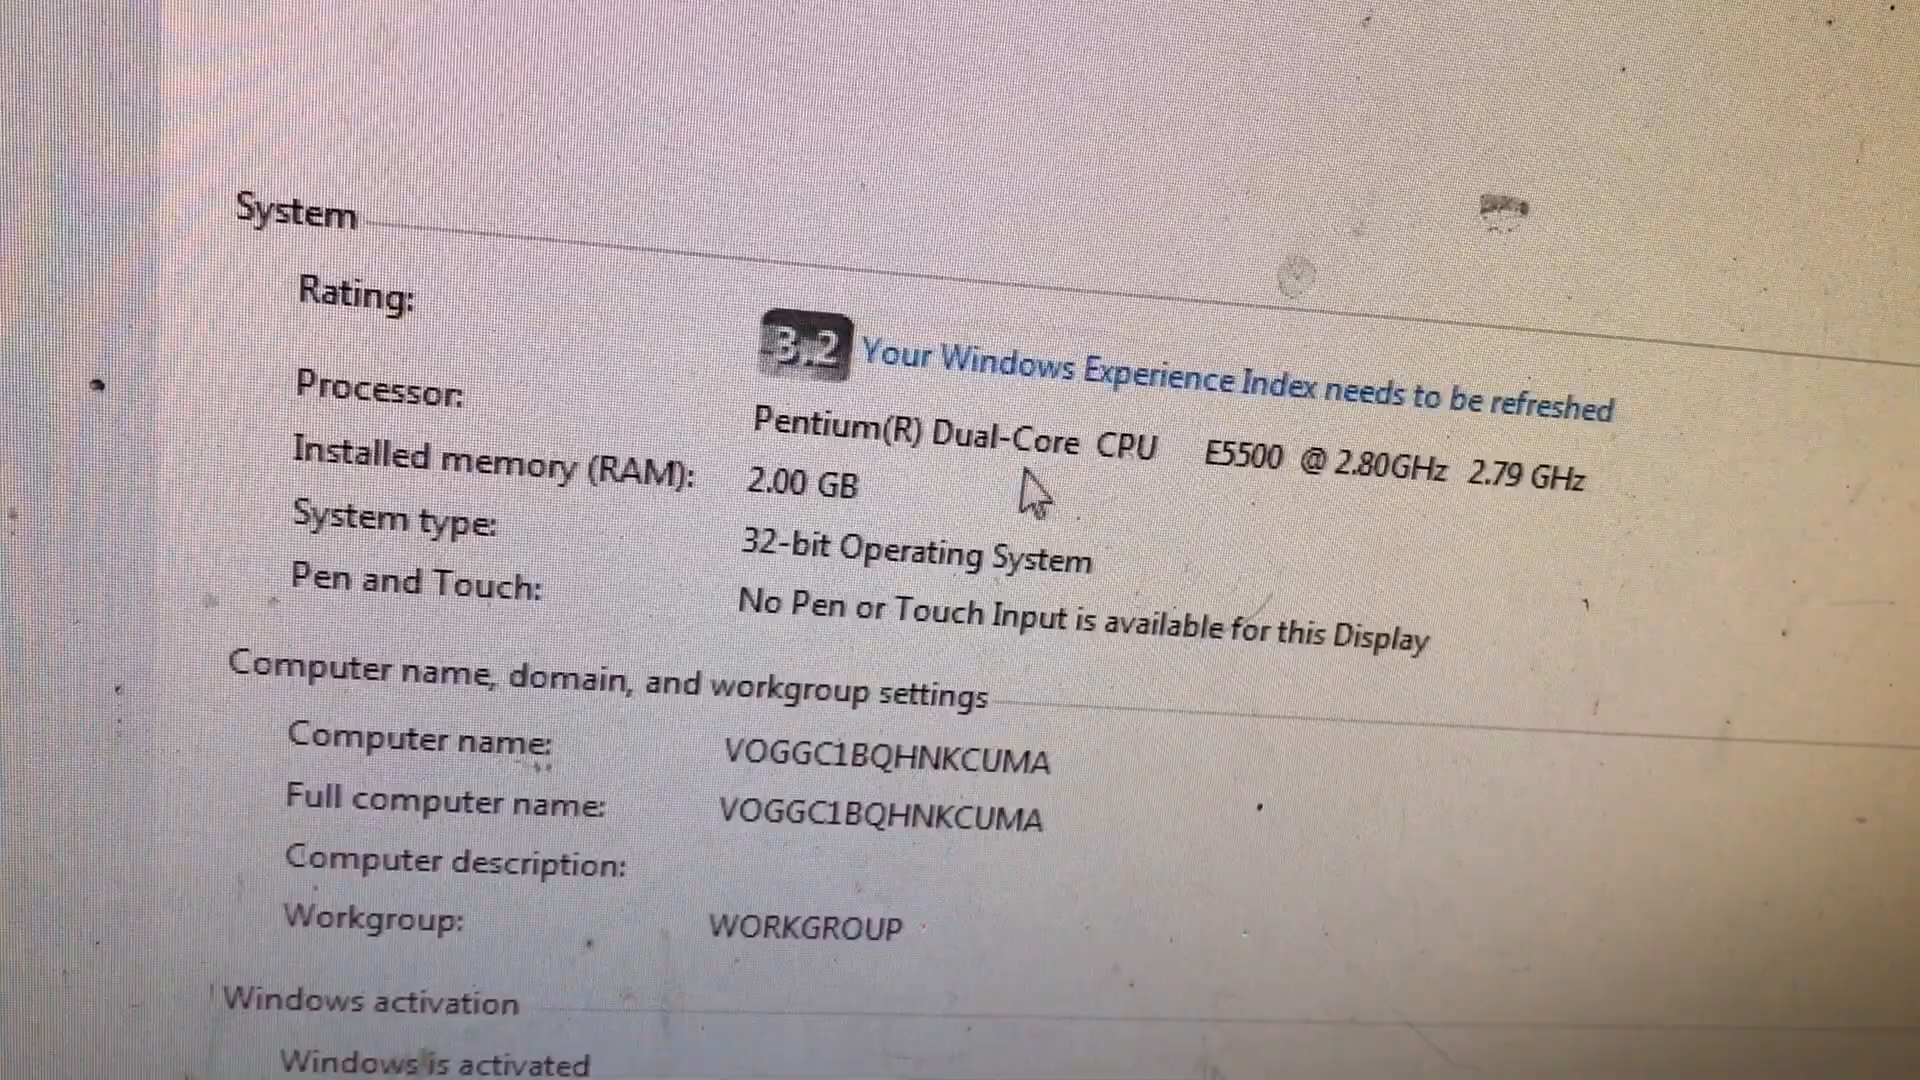 System
Rating:
3.2 Your Windows Experience Index needs to be refreshed
Processor:
Pentium(R) Dual-Core CPU E5500 @ 2.80GHz 2.79 GHz
Installed memory (RAM):
2.00 GB
System type:
32-bit Operating System
Pen and Touch:
No Pen or Touch Input is available for this Display
Computer name, domain, and workgroup settings
Computer name:
VOGGC1BQHNKCUMA
Full computer name:
VOGGC1BQHNKCUMA
Computer description:
Workgroup:
WORKGROUP
Windows activation
Windows is activated